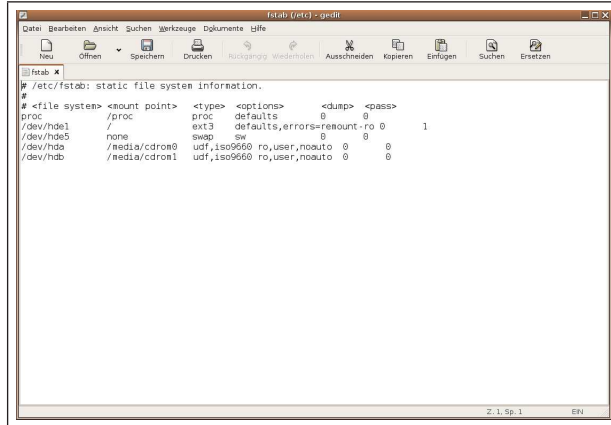 fstab (/etc) - gedit
Datei Bearbeiten Ansicht Suchen Werkzeuge Dokumente Hilfe
Neu Öffnen Speichern Drucken Rückgängig Wiederholen Ausschneiden Kopieren Einfügen Suchen Ersetzen
fstab
# /etc/fstab: static file system information.
#
# <file system> <mount point> <type> <options> <dump> <pass>
proc /proc proc defaults 0 0
/dev/hde1 / ext3 defaults,errors=remount-ro 0 1
/dev/hde5 none swap sw 0 0
/dev/hda /media/cdrom0 udf,iso9660 ro,user,noauto 0 0
/dev/hdb /media/cdrom1 udf,iso9660 ro,user,noauto 0 0
Z. 1, Sp. 1 EIN